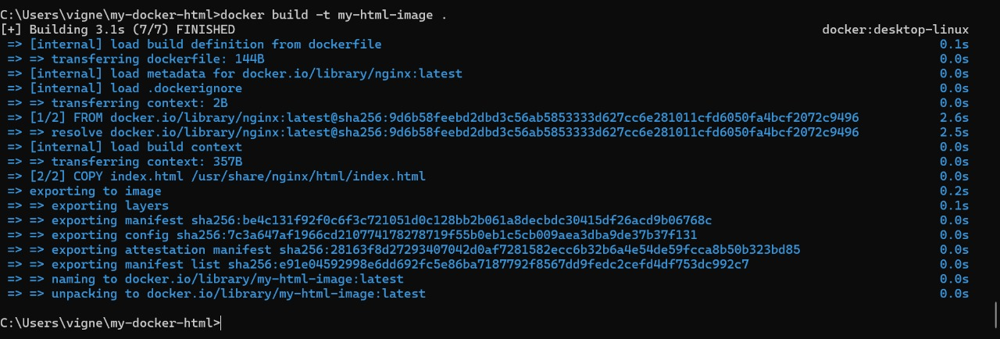 C:\Users\vigne\my-docker-html>docker build -t my-html-image .
[+] Building 3.1s (7/7) FINISHED docker:desktop-linux
=> [internal] load build definition from dockerfile 0.1s
=> => transferring dockerfile: 144B 0.0s
=> [internal] load metadata for docker.io/library/nginx:latest 0.0s
=> [internal] load .dockerignore 0.0s
=> => transferring context: 2B 0.0s
=> [1/2] FROM docker.io/library/nginx:latest@sha256:9d6b58feebd2dbd3c56ab5853333d627cc6e281011cfd6050fa4bcf2072c9496 2.6s
=> => resolve docker.io/library/nginx:latest@sha256:9d6b58feebd2dbd3c56ab5853333d627cc6e281011cfd6050fa4bcf2072c9496 2.5s
=> [internal] load build context 0.0s
=> => transferring context: 357B 0.0s
=> [2/2] COPY index.html /usr/share/nginx/html/index.html 0.0s
=> exporting to image 0.2s
=> => exporting layers 0.1s
=> => exporting manifest sha256:be4c131f92f0c6f3c721051d0c128bb2b061a8decbdc30415df26acd9b06768c 0.0s
=> => exporting config sha256:7c3a647af1966cd210774178278719f55b0eb1c5cb009aea3dba9de37b37f131 0.0s
=> => exporting attestation manifest sha256:28163f8d27293407042d0af7281582ecc6b32b6a4e54de59fcca8b50b323bd85 0.0s
=> => exporting manifest list sha256:e91e04592998e6dd692fc5e86ba7187792f8567dd9fedc2cefd4df753dc992c7 0.0s
=> => naming to docker.io/library/my-html-image:latest 0.0s
=> => unpacking to docker.io/library/my-html-image:latest 0.0s
C:\Users\vigne\my-docker-html>